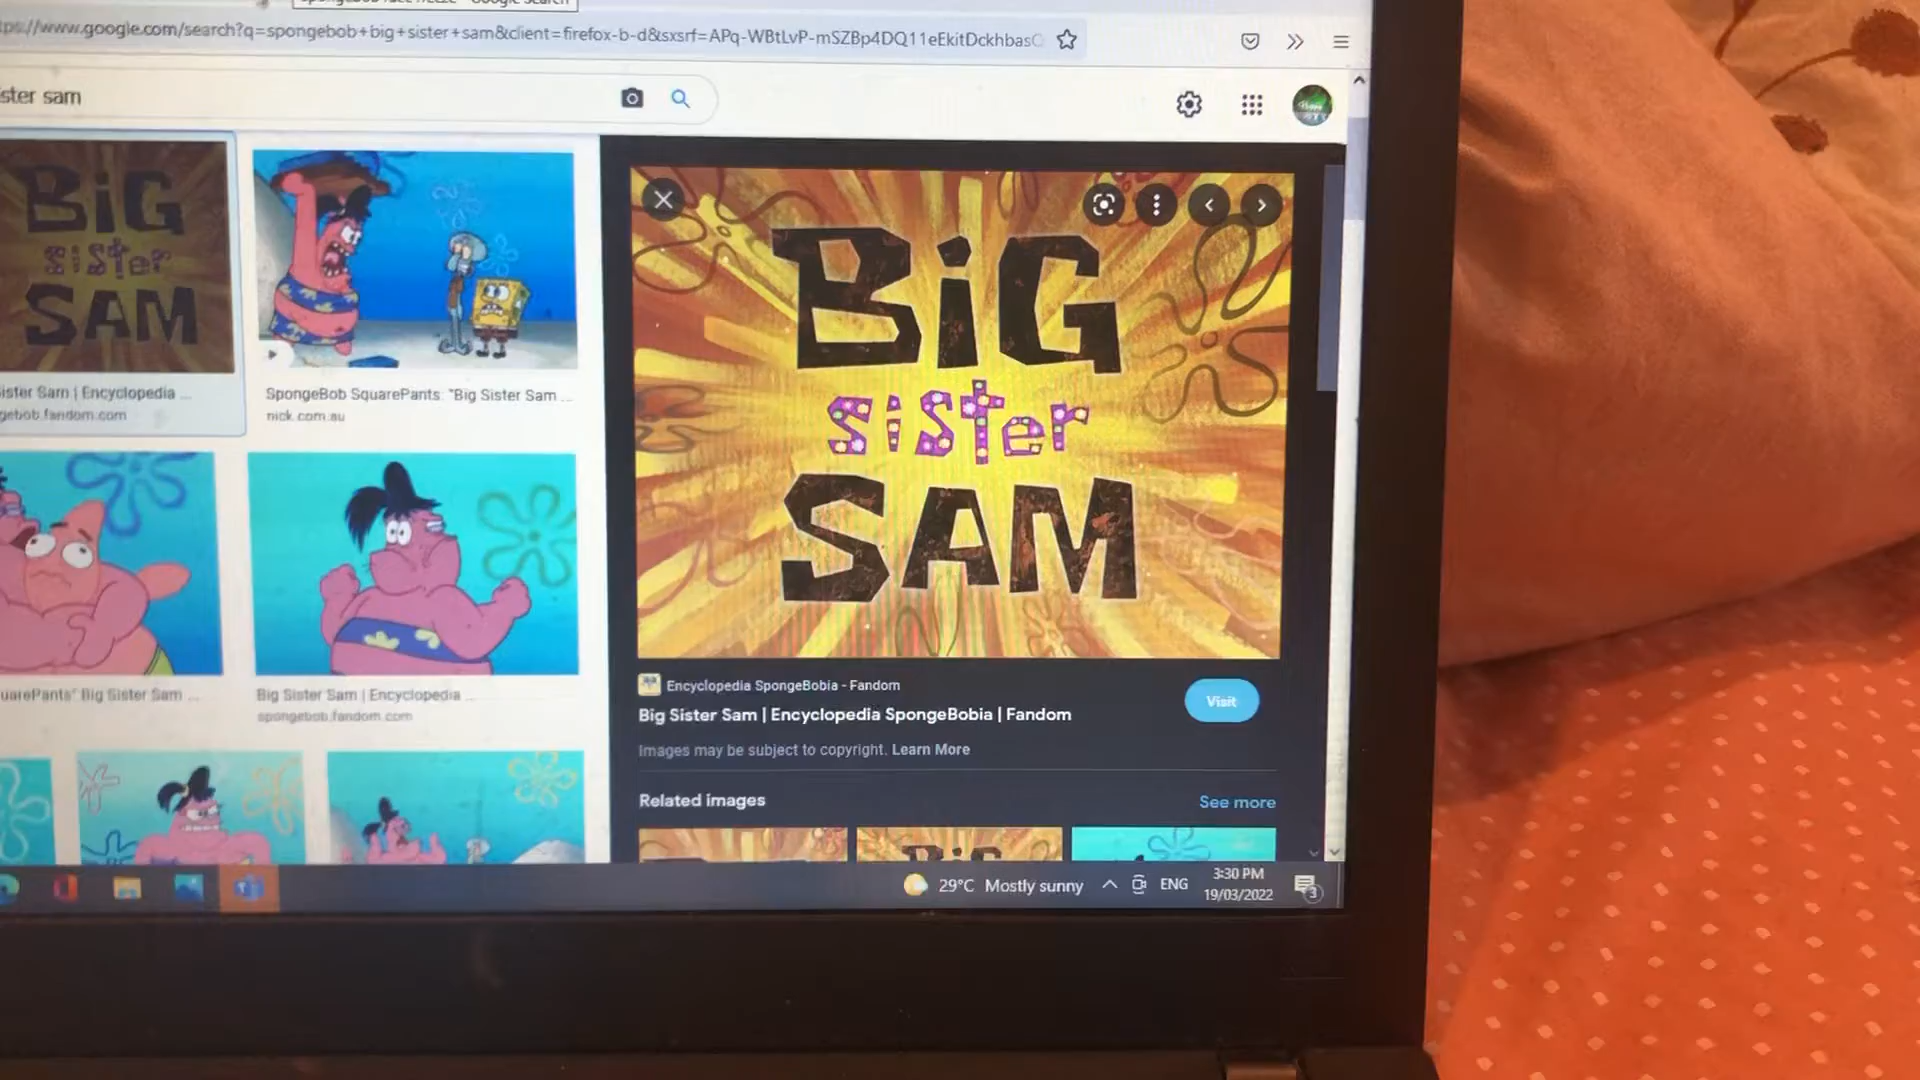 ps://www.google.com/search?q=spongebob+big+sister+sam&client=firefox-b-d&sxsrf=APq-WBtLvP-mSZBp4DQ11eEkitDckhbas
ster sam
BiG
sister
SAM
BiG
sister
SAM
ister Sam | Encyclopedia ...
gebob.fandom.com
SpongeBob SquarePants: "Big Sister Sam ...
nick.com.au
uarePants" Big Sister Sam ...
Big Sister Sam | Encyclopedia ...
spongebob.fandom.com
Encyclopedia SpongeBobia - Fandom
Visit
Big Sister Sam | Encyclopedia SpongeBobia | Fandom
Images may be subject to copyright. Learn More
Related images
See more
BiG
29°C Mostly sunny
ENG
3:30 PM
19/03/2022
3